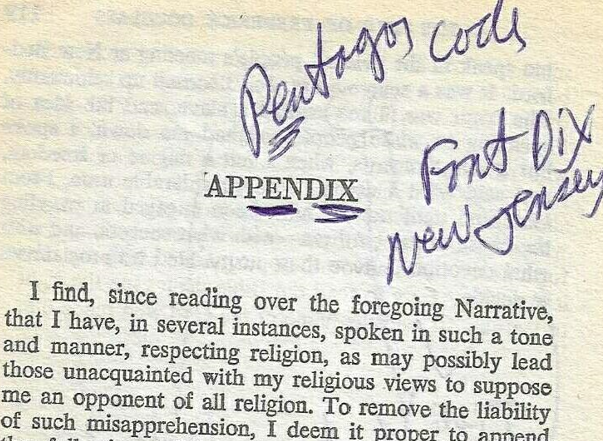 Pentagos code
Font Dix
New Jersey
APPENDIX
I find, since reading over the foregoing Narrative,
that I have, in several instances, spoken in such a tone
and manner, respecting religion, as may possibly lead
those unacquainted with my religious views to suppose
me an opponent of all religion. To remove the liability
of such misapprehension, I deem it proper to append